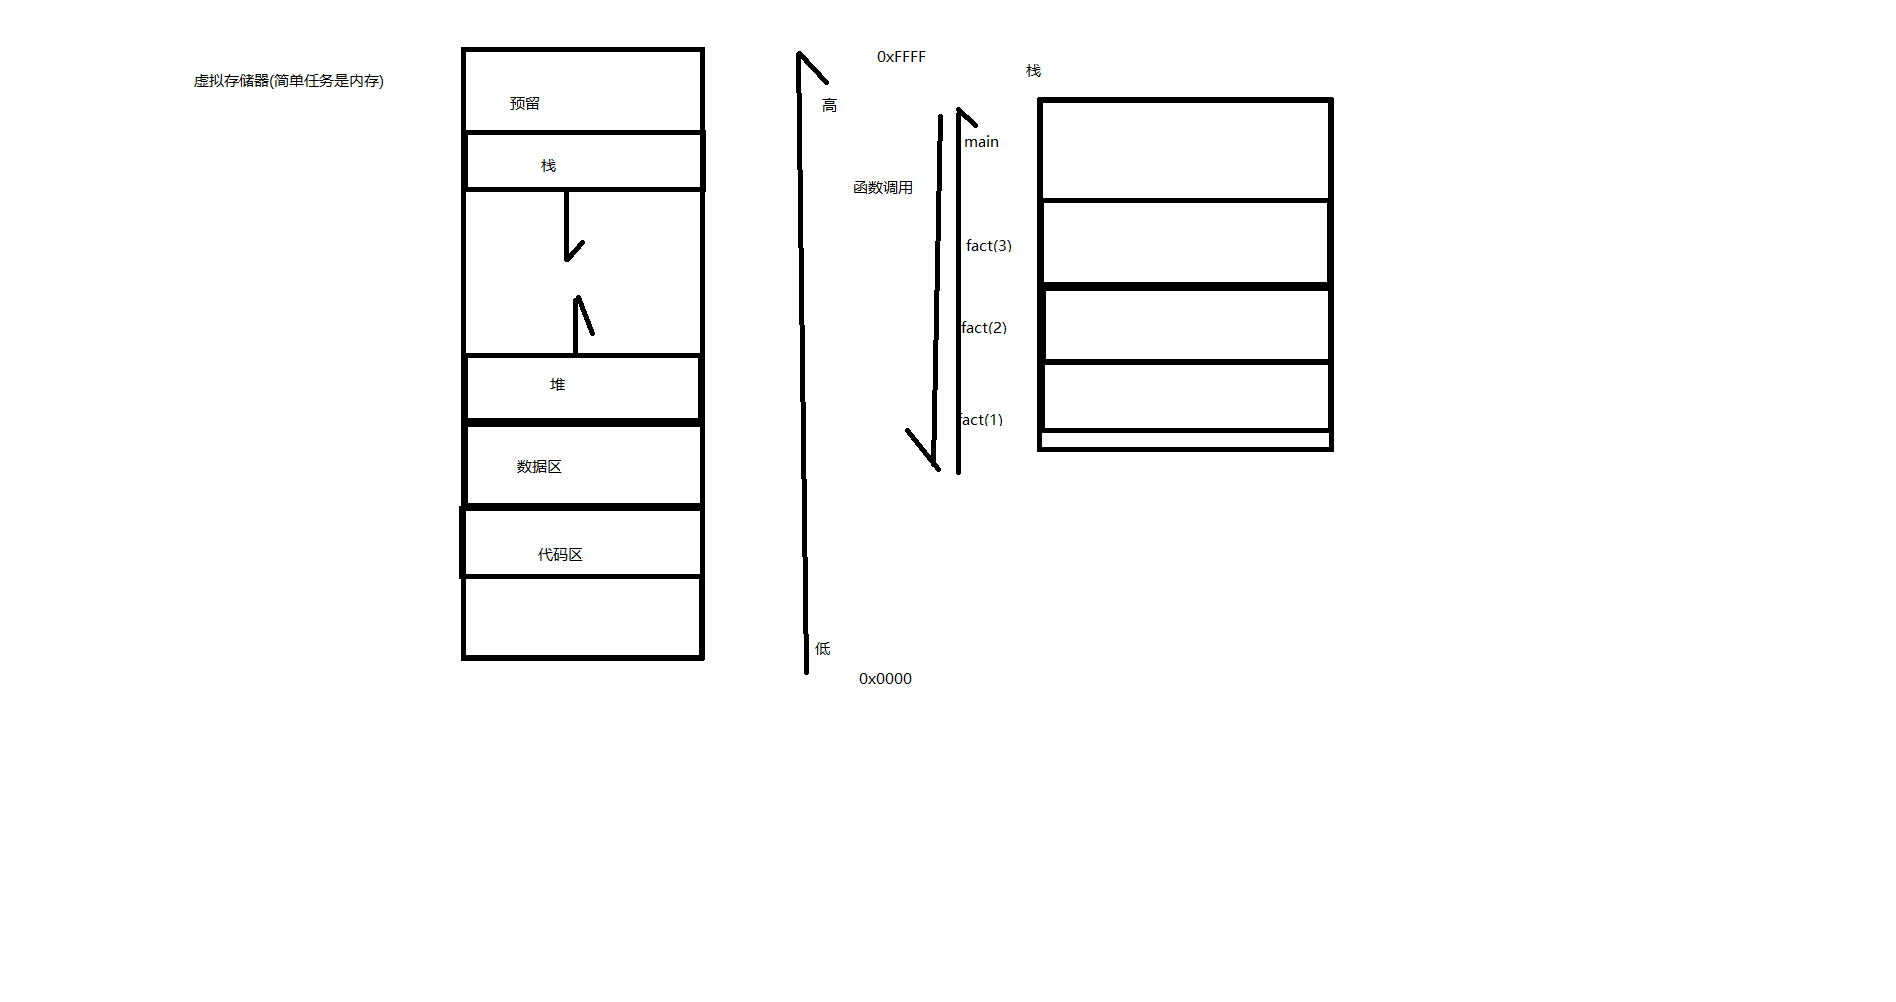 虚拟存储器(简单任务是内存)
预留
栈
堆
数据区
代码区
0xFFFF
高
低
0x0000
函数调用
栈
main
fact(3)
fact(2)
fact(1)